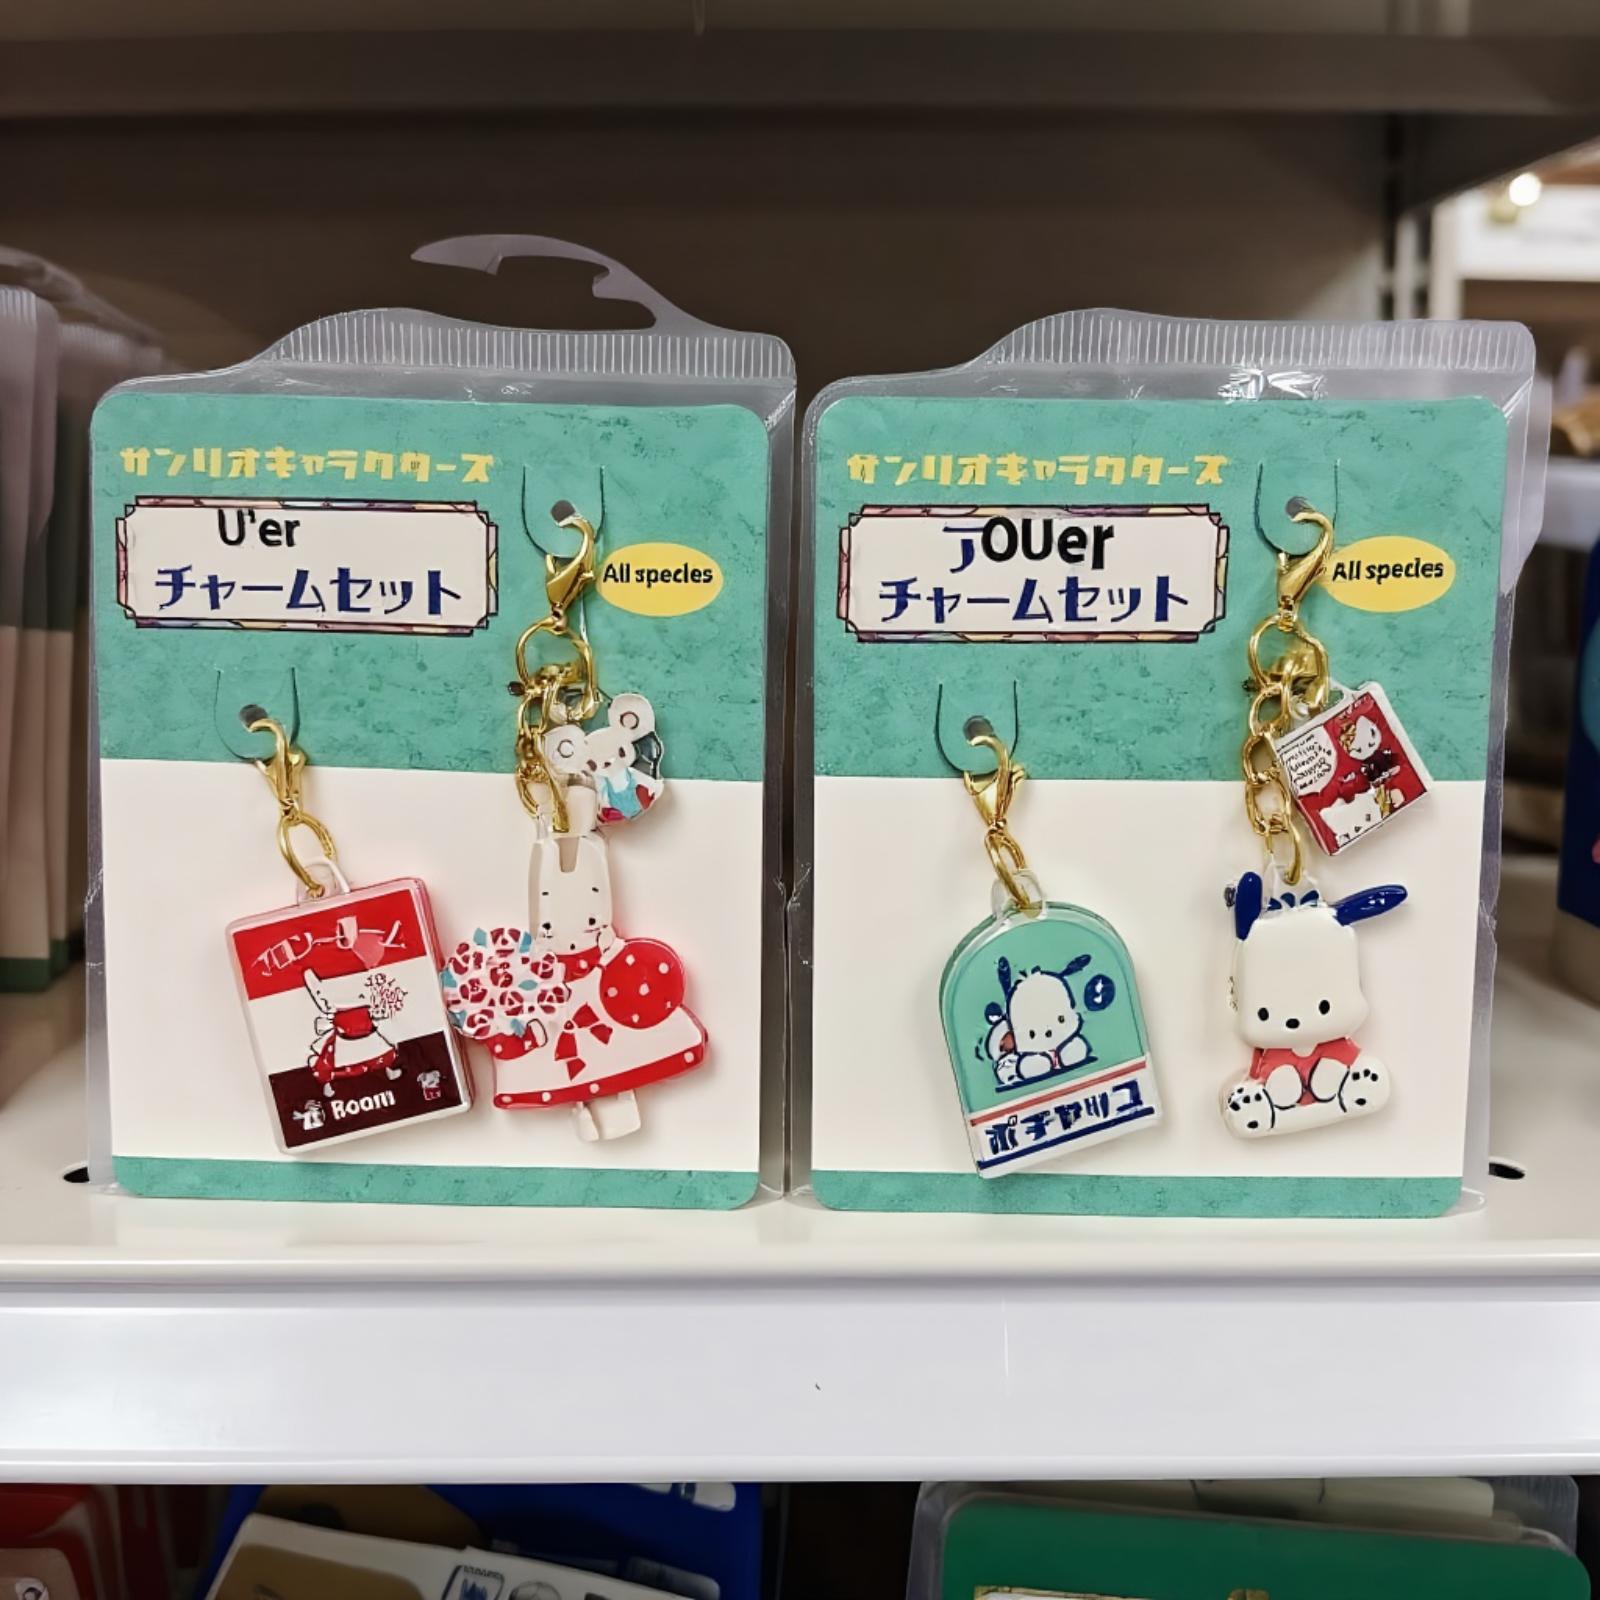 サンリオキャラクターズ
U'er
チャームセット
All species
Room
サンリオキャラクターズ
アOUer
チャームセット
All species
ポチャッコ